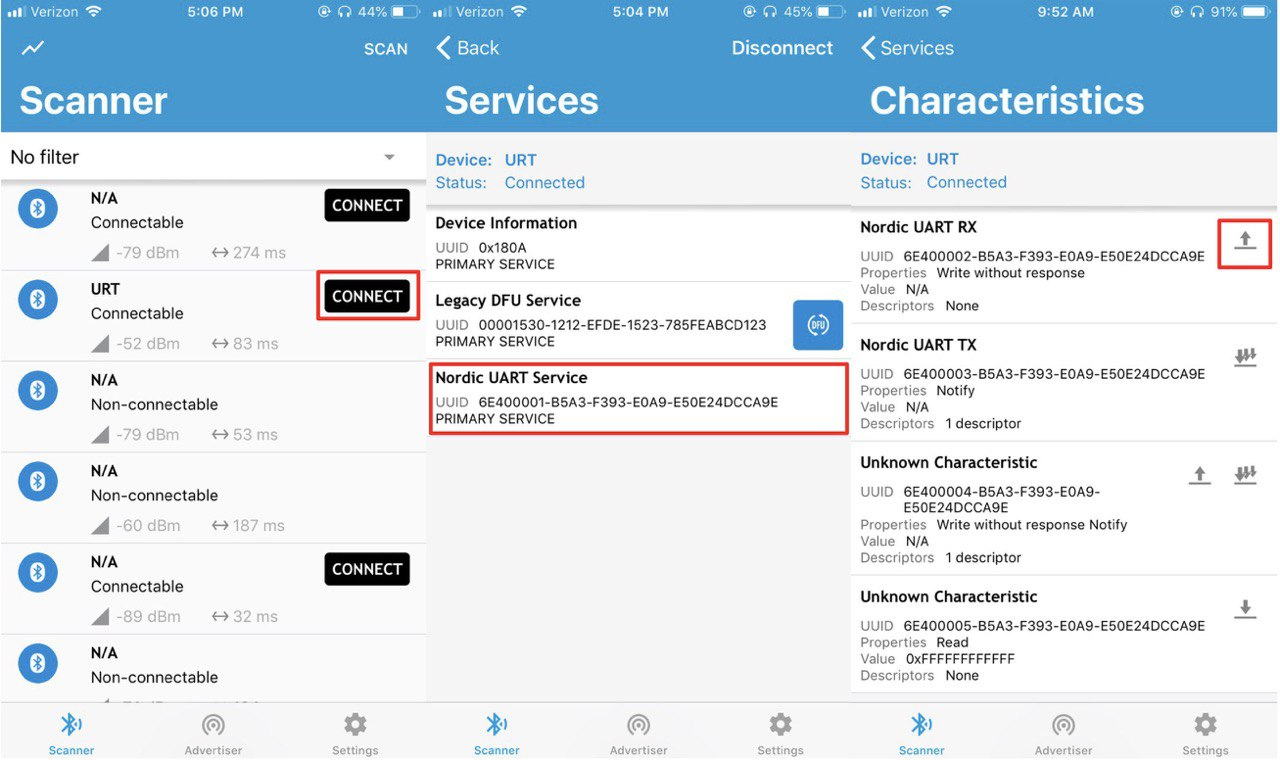 Verizon 5:06 PM 44%
SCAN
Scanner
No filter
N/A
CONNECT
Connectable
-79 dBm 274 ms
URT
CONNECT
Connectable
-52 dBm 83 ms
N/A
Non-connectable
-79 dBm 53 ms
N/A
Non-connectable
-60 dBm 187 ms
N/A
CONNECT
Connectable
-89 dBm 32 ms
N/A
Non-connectable
Scanner Advertiser Settings
Verizon 5:04 PM 45%
Back Disconnect
Services
Device: URT
Status: Connected
Device Information
UUID 0x180A
PRIMARY SERVICE
Legacy DFU Service
UUID 00001530-1212-EFDE-1523-785FEABCD123
DFU
PRIMARY SERVICE
Nordic UART Service
UUID 6E400001-B5A3-F393-E0A9-E50E24DCCA9E
PRIMARY SERVICE
Scanner Advertiser Settings
Verizon 9:52 AM 91%
Services
Characteristics
Device: URT
Status: Connected
Nordic UART RX
UUID 6E400002-B5A3-F393-E0A9-E50E24DCCA9E
Properties Write without response
Value N/A
Descriptors None
Nordic UART TX
UUID 6E400003-B5A3-F393-E0A9-E50E24DCCA9E
Properties Notify
Value N/A
Descriptors 1 descriptor
Unknown Characteristic
UUID 6E400004-B5A3-F393-E0A9-
E50E24DCCA9E
Properties Write without response Notify
Value N/A
Descriptors 1 descriptor
Unknown Characteristic
UUID 6E400005-B5A3-F393-E0A9-E50E24DCCA9E
Properties Read
Value 0xFFFFFFFFFFFF
Descriptors None
Scanner Advertiser Settings